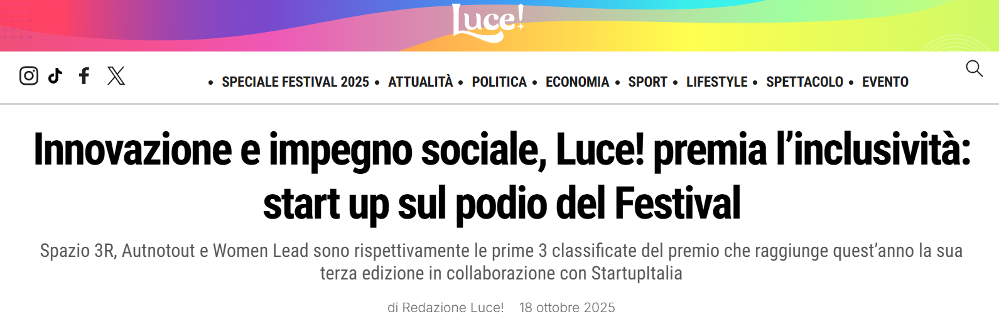 Luce!
• SPECIALE FESTIVAL 2025 • ATTUALITÀ • POLITICA • ECONOMIA • SPORT • LIFESTYLE • SPETTACOLO • EVENTO
Innovazione e impegno sociale, Luce! premia l’inclusività:
start up sul podio del Festival
Spazio 3R, Autnotout e Women Lead sono rispettivamente le prime 3 classificate del premio che raggiunge quest’anno la sua
terza edizione in collaborazione con StartupItalia
di Redazione Luce! 18 ottobre 2025